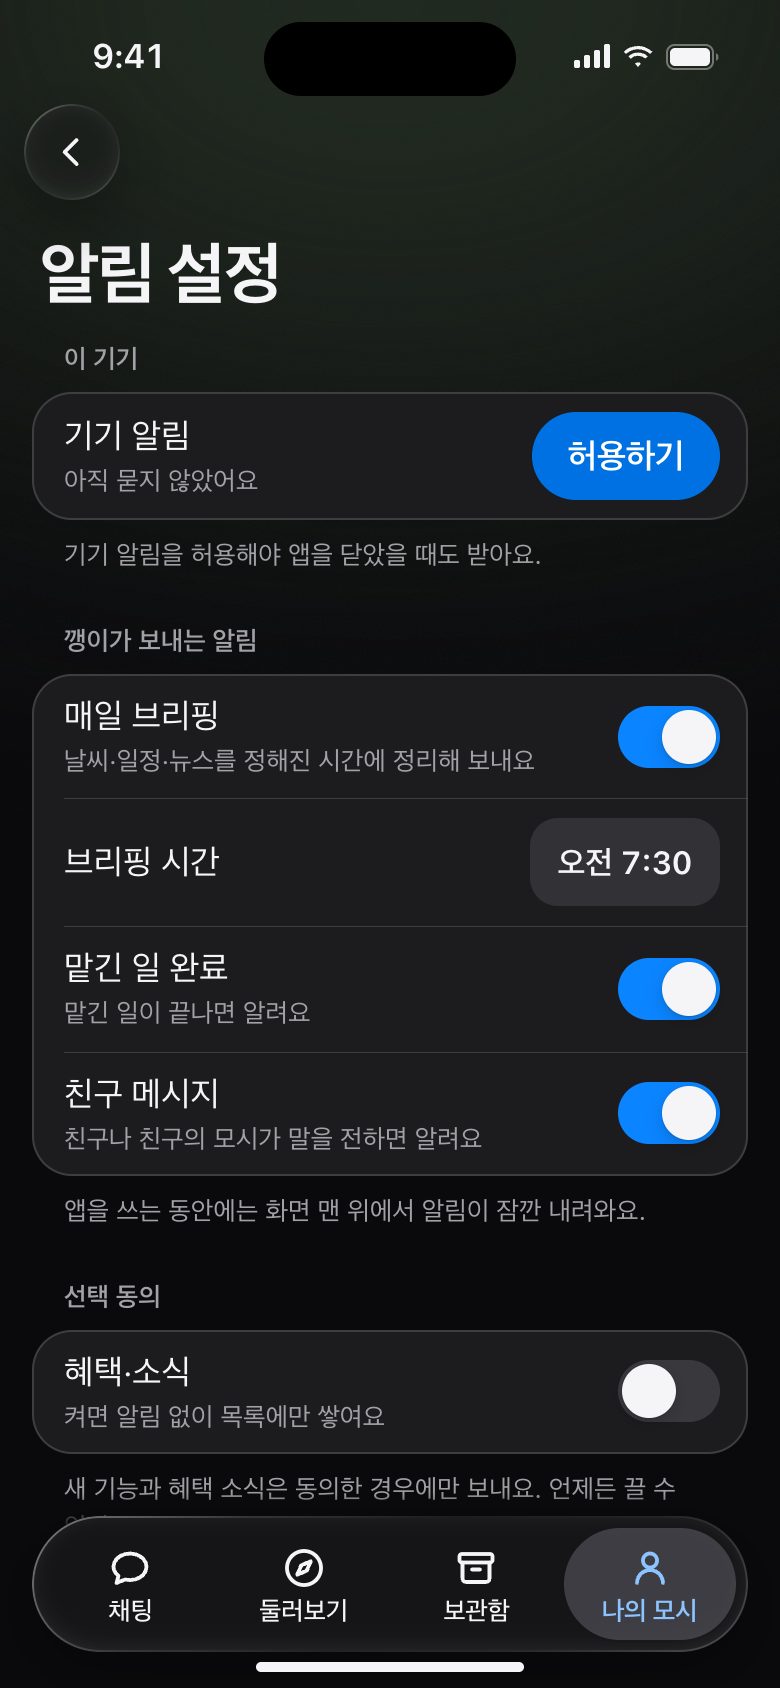 9:41
알림 설정
이 기기
기기 알림
허용하기
아직 묻지 않았어요
기기 알림을 허용해야 앱을 닫았을 때도 받아요.
깽이가 보내는 알림
매일 브리핑
날씨·일정·뉴스를 정해진 시간에 정리해 보내요
브리핑 시간
오전 7:30
맡긴 일 완료
맡긴 일이 끝나면 알려요
친구 메시지
친구나 친구의 모시가 말을 전하면 알려요
앱을 쓰는 동안에는 화면 맨 위에서 알림이 잠깐 내려와요.
선택 동의
혜택·소식
켜면 알림 없이 목록에만 쌓여요
새 기능과 혜택 소식은 동의한 경우에만 보내요. 언제든 끌 수
채팅
둘러보기
보관함
나의 모시